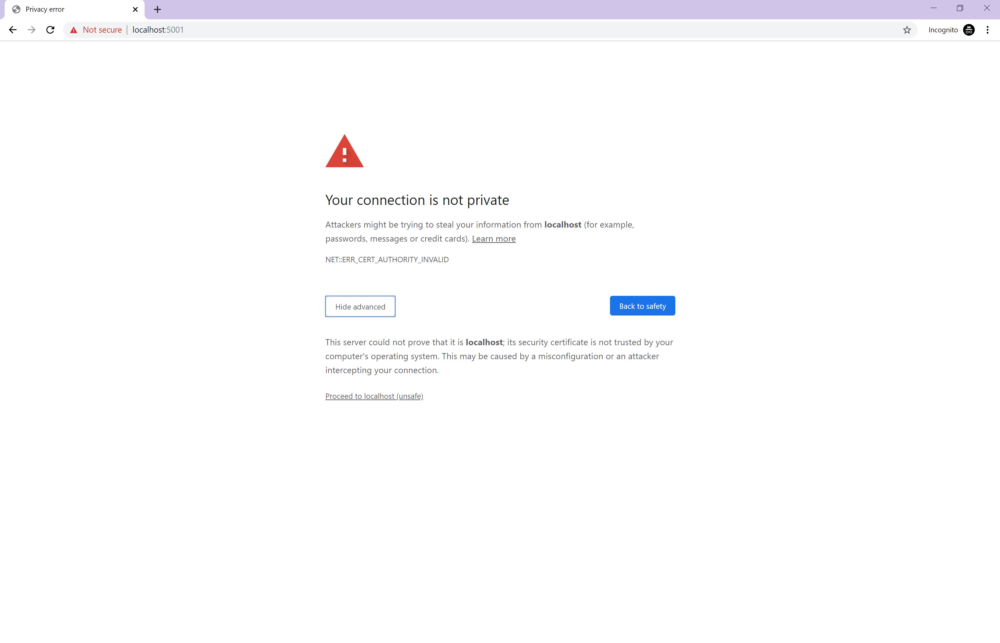 Privacy error
Not secure | localhost:5001
Incognito
Your connection is not private
Attackers might be trying to steal your information from localhost (for example,
passwords, messages or credit cards). Learn more
NET::ERR_CERT_AUTHORITY_INVALID
Hide advanced
Back to safety
This server could not prove that it is localhost; its security certificate is not trusted by your
computer's operating system. This may be caused by a misconfiguration or an attacker
intercepting your connection.
Proceed to localhost (unsafe)